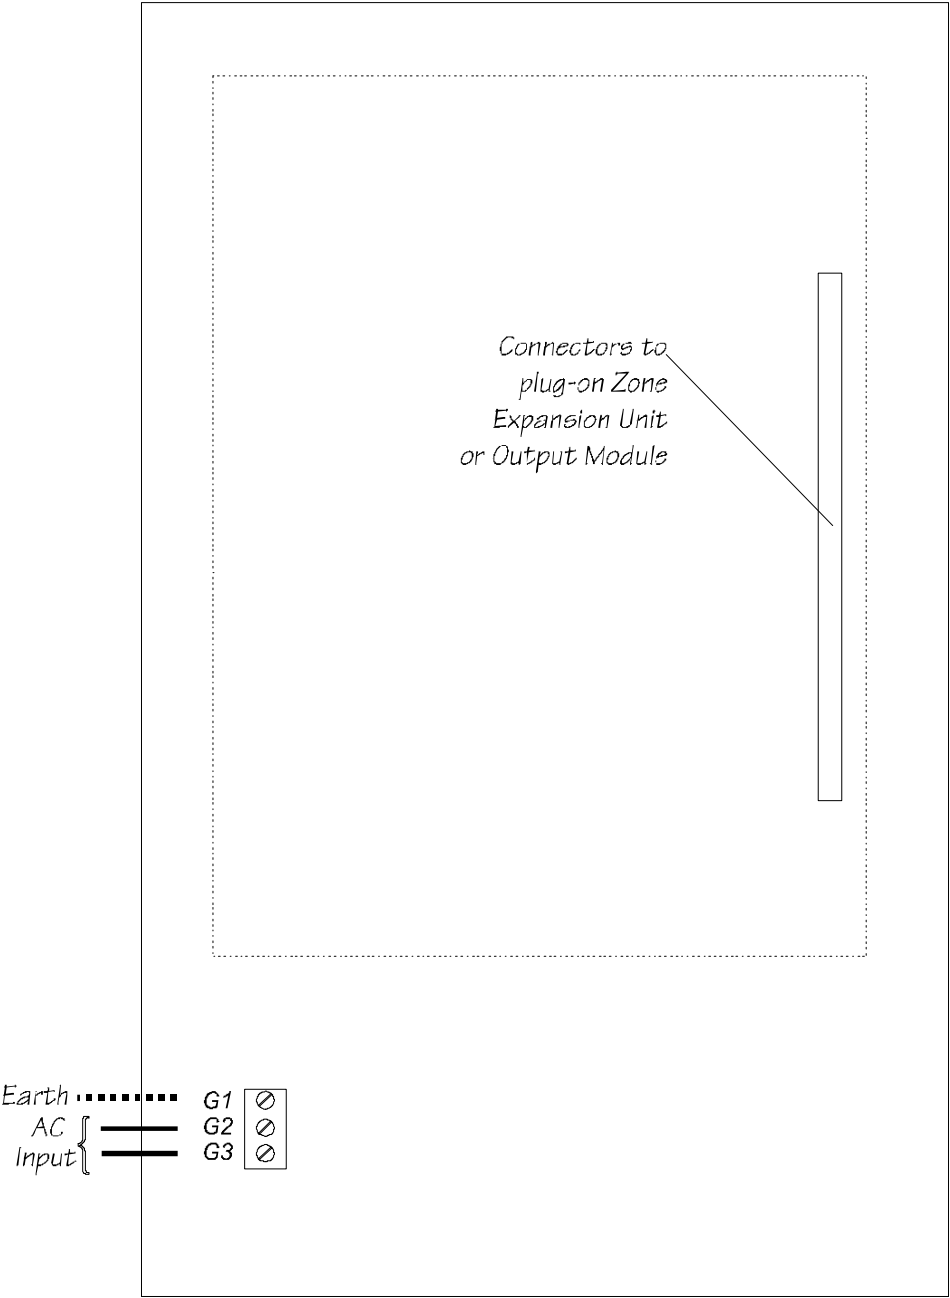 Connectors to
plug-on Zone
Expansion Unit
or Output Module
Earth G1
AC G2
Input G3